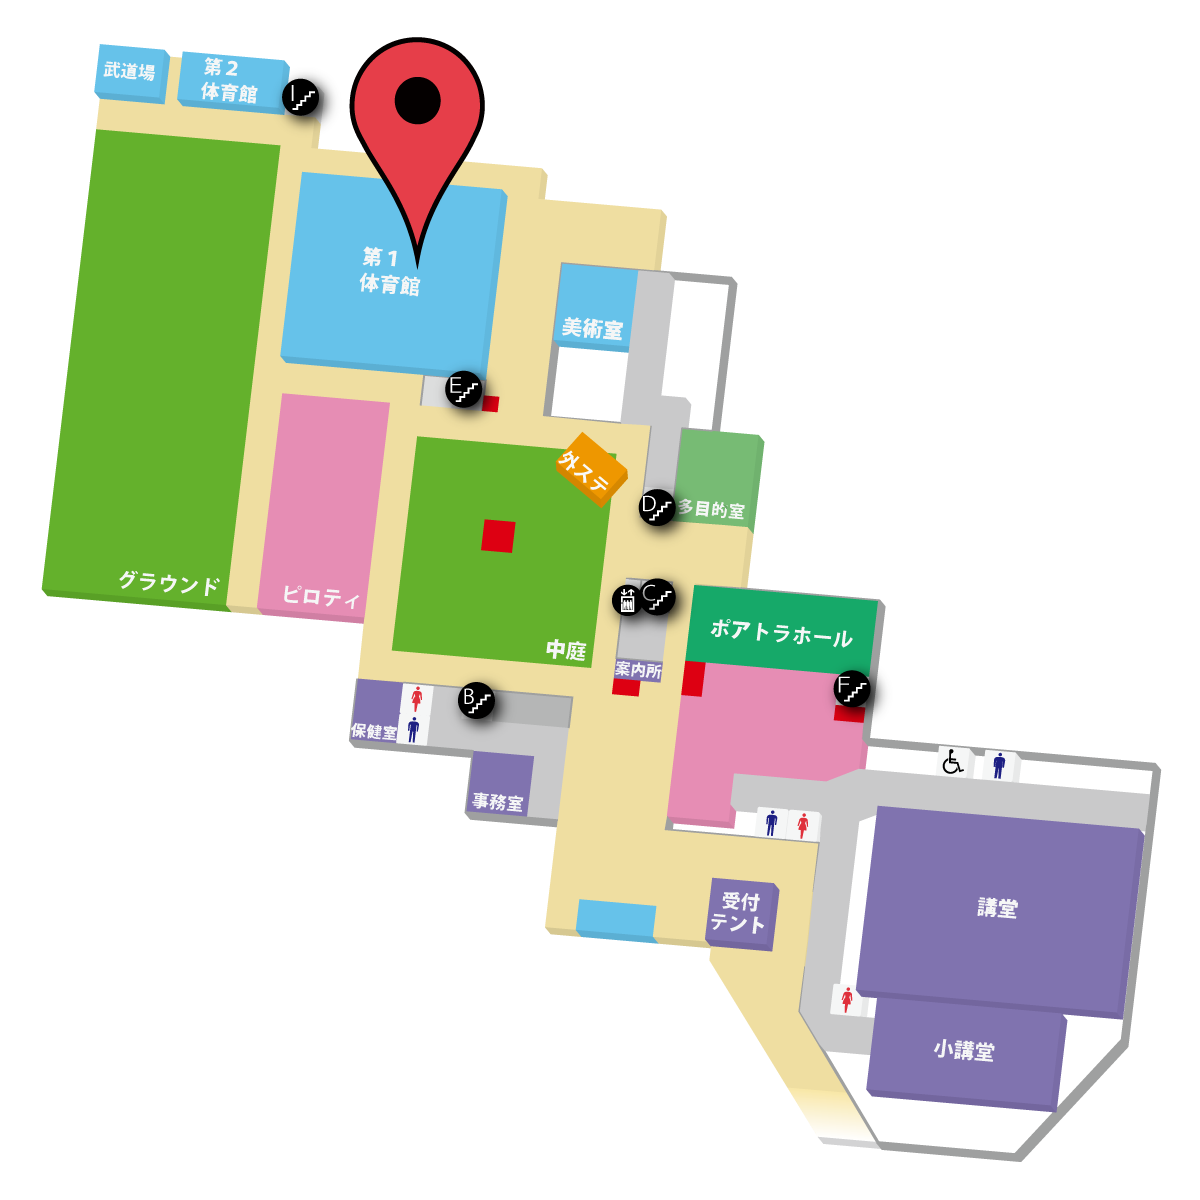 武道場
第２
体育館
I
第１
体育館
美術室
E
外ステ
D
多目的室
グラウンド
ピロティ
C
ポアトラホール
中庭
案内所
F
B
保健室
事務室
受付
テント
講堂
小講堂